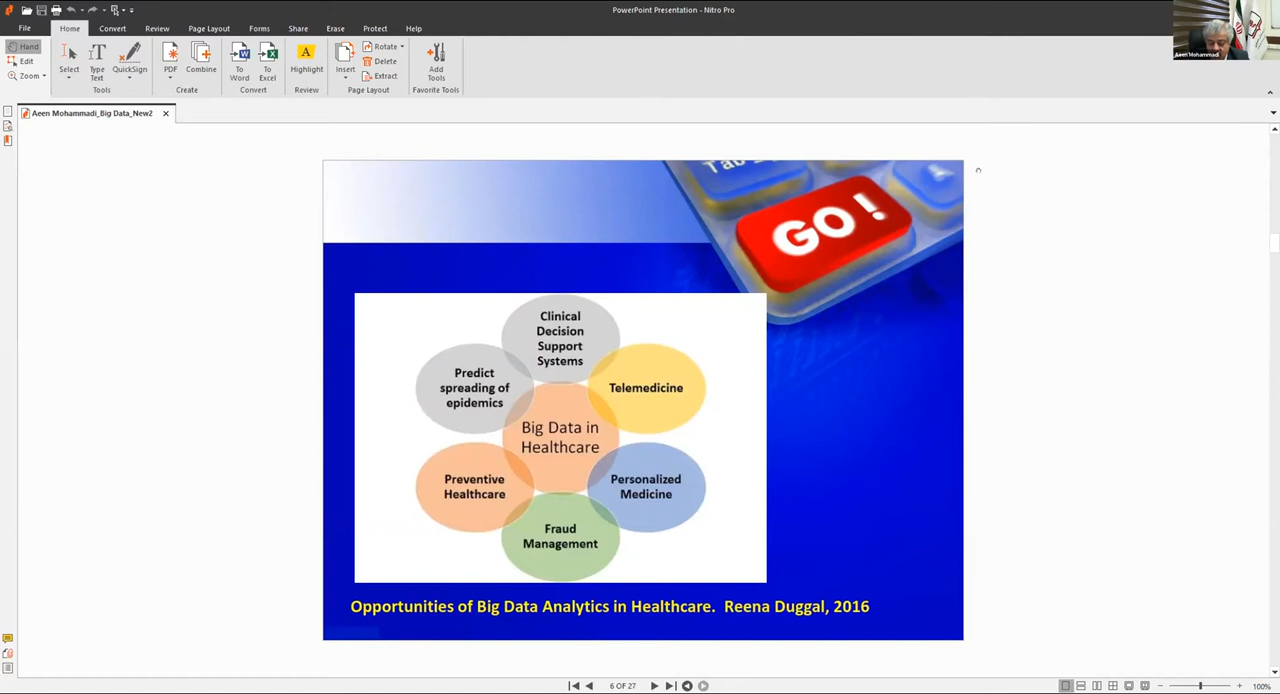 PowerPoint Presentation - Nitro Pro
File
Home
Convert
Review
Page Layout
Forms
Share
Erase
Protect
Help
Hand
Edit
Zoom
Select
Type
Text
QuickSign
Tools
PDF
Combine
Create
To
Word
To
Excel
Convert
Highlight
Review
Insert
Rotate
Delete
Extract
Page Layout
Add
Tools
Favorite Tools
Aeen Mohammadi
Aeen Mohammadi_Big Data_New2
Tab
GO !
Clinical
Decision
Support
Systems
Predict
spreading of
epidemics
Telemedicine
Big Data in
Healthcare
Preventive
Healthcare
Personalized
Medicine
Fraud
Management
Opportunities of Big Data Analytics in Healthcare. Reena Duggal, 2016
6 OF 27
100%